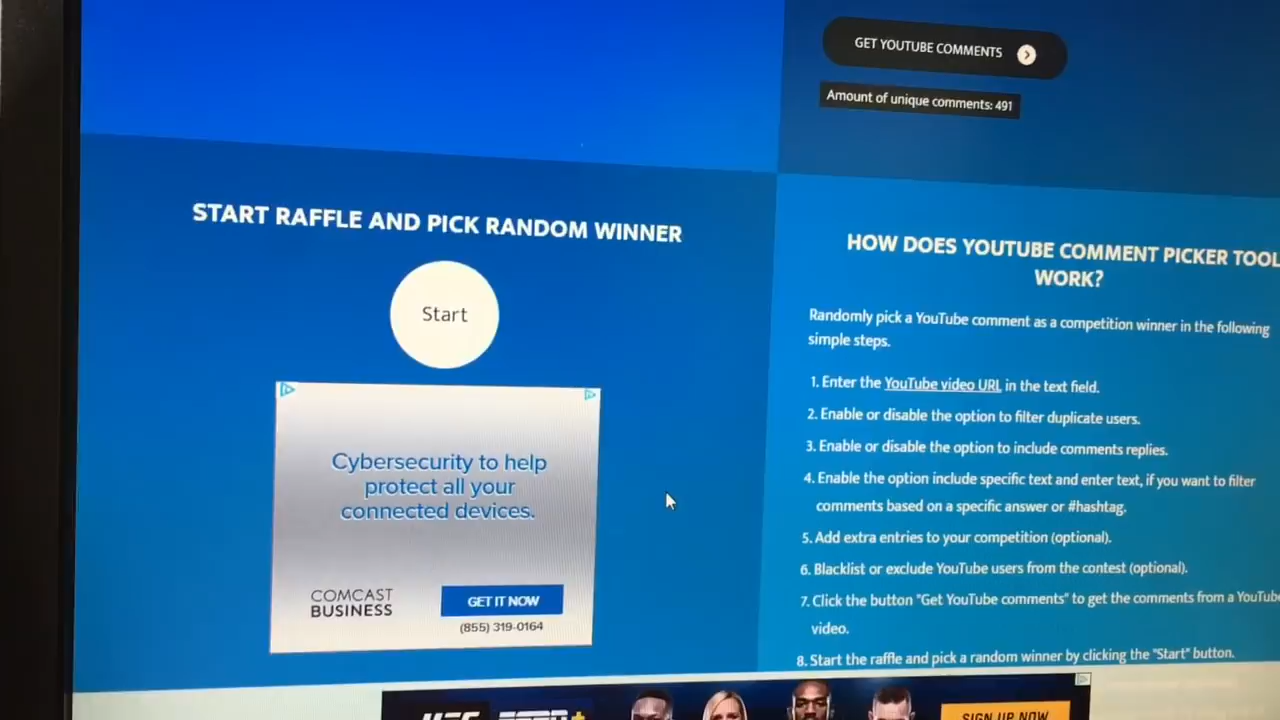 GET YOUTUBE COMMENTS
Amount of unique comments: 491
START RAFFLE AND PICK RANDOM WINNER
Start
Cybersecurity to help
protect all your
connected devices.
COMCAST
BUSINESS
GET IT NOW
(855) 319-0164
HOW DOES YOUTUBE COMMENT PICKER TOOL
WORK?
Randomly pick a YouTube comment as a competition winner in the following
simple steps.
1. Enter the YouTube video URL in the text field.
2. Enable or disable the option to filter duplicate users.
3. Enable or disable the option to include comments replies.
4. Enable the option include specific text and enter text, if you want to filter
comments based on a specific answer or #hashtag.
5. Add extra entries to your competition (optional).
6. Blacklist or exclude YouTube users from the contest (optional).
7. Click the button "Get YouTube comments" to get the comments from a YouTube
video.
8. Start the raffle and pick a random winner by clicking the "Start" button.
UFC ESPN+
SIGN UP NOW